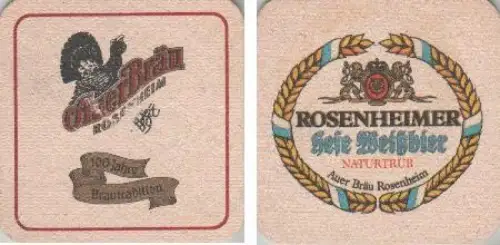 AuerBräu
ROSENHEIM
100 Jahre
Brautradition
ROSENHEIMER
Hefe Weißbier
NATURTRÜB
Auer Bräu Rosenheim